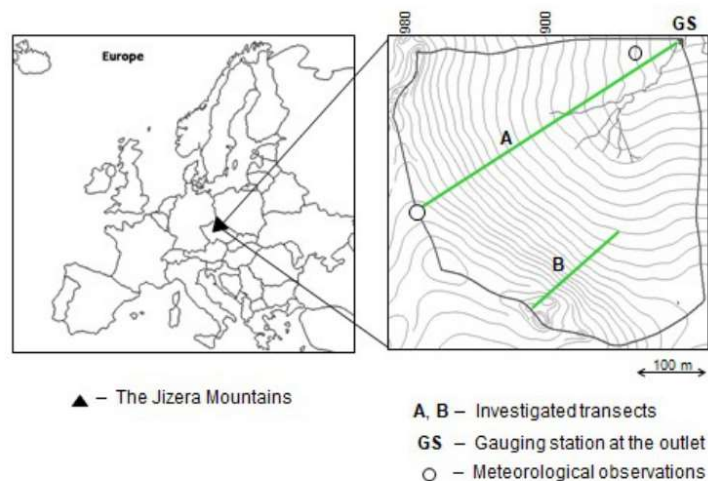 Europe
980
900
GS
A
B
100 m
▲ – The Jizera Mountains
A, B – Investigated transects
GS – Gauging station at the outlet
○ – Meteorological observations